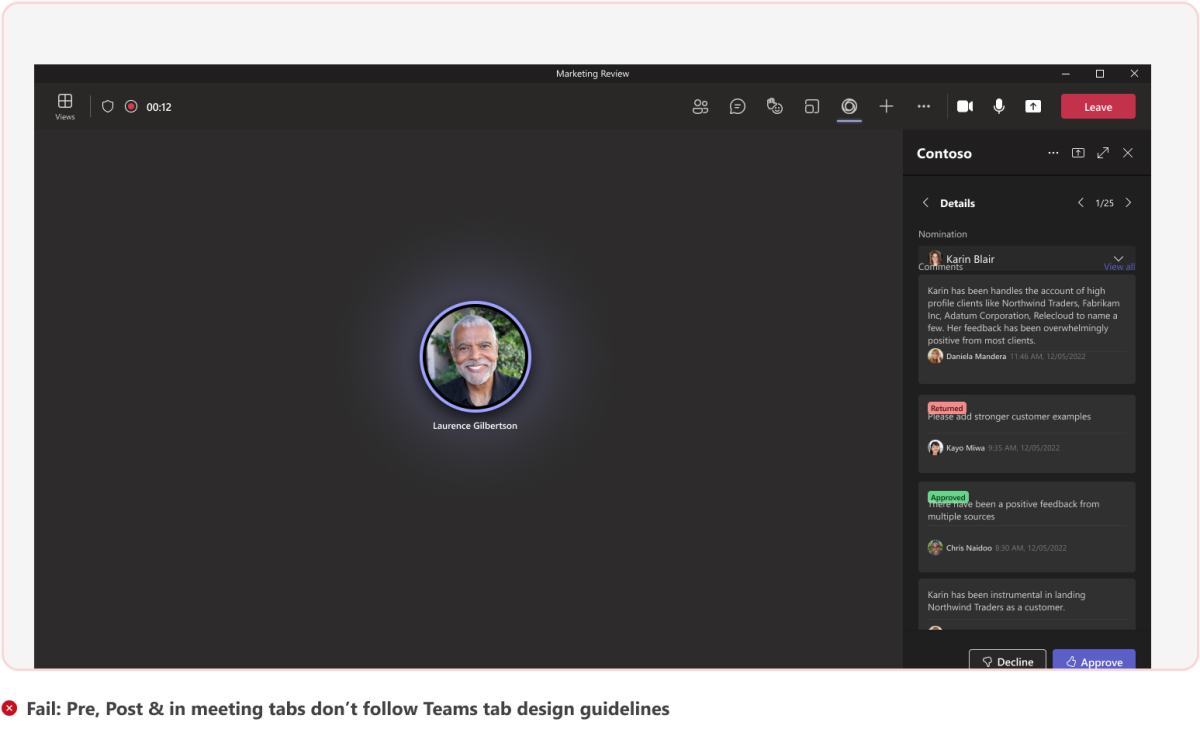 Marketing Review
Views
00:12
Leave
Contoso
Details
1/25
Nomination
Karin Blair
Comments
View all
Karin has been handles the account of high
profile clients like Northwind Traders, Fabrikam
Inc, Adatum Corporation, Relecloud to name a
few. Her feedback has been overwhelmingly
positive from most clients.
Daniela Mandera 11:46 AM, 12/05/2022
Returned
Please add stronger customer examples
Kayo Miwa 9:35 AM, 12/05/2022
Approved
There have been a positive feedback from
multiple sources
Chris Naidoo 8:30 AM, 12/05/2022
Karin has been instrumental in landing
Northwind Traders as a customer.
Decline
Approve
Laurence Gilbertson
Fail: Pre, Post & in meeting tabs don’t follow Teams tab design guidelines